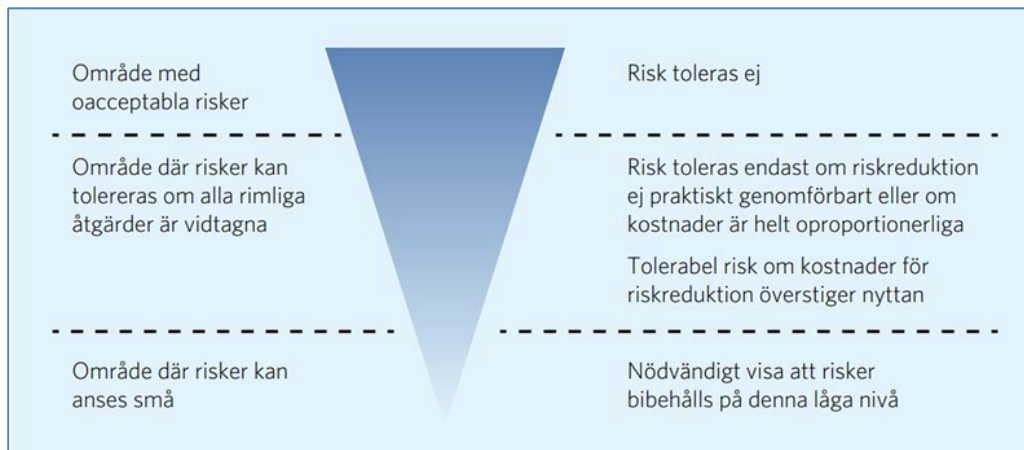 Område med
oacceptabla risker
Risk toleras ej
Område där risker kan
tolereras om alla rimliga
åtgärder är vidtagna
Risk toleras endast om riskreduktion
ej praktiskt genomförbart eller om
kostnader är helt oproportionerliga
Tolerabel risk om kostnader för
riskreduktion överstiger nyttan
Område där risker kan
anses små
Nödvändigt visa att risker
bibehålls på denna låga nivå